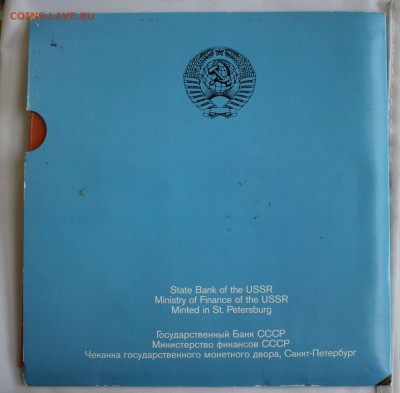 COINS.LAVE.RU
State Bank of the USSR
Ministry of Finance of the USSR
Minted in St. Petersburg
Государственный Банк СССР
Министерство финансов СССР
Чеканка государственного монетного двора, Санкт-Петербург